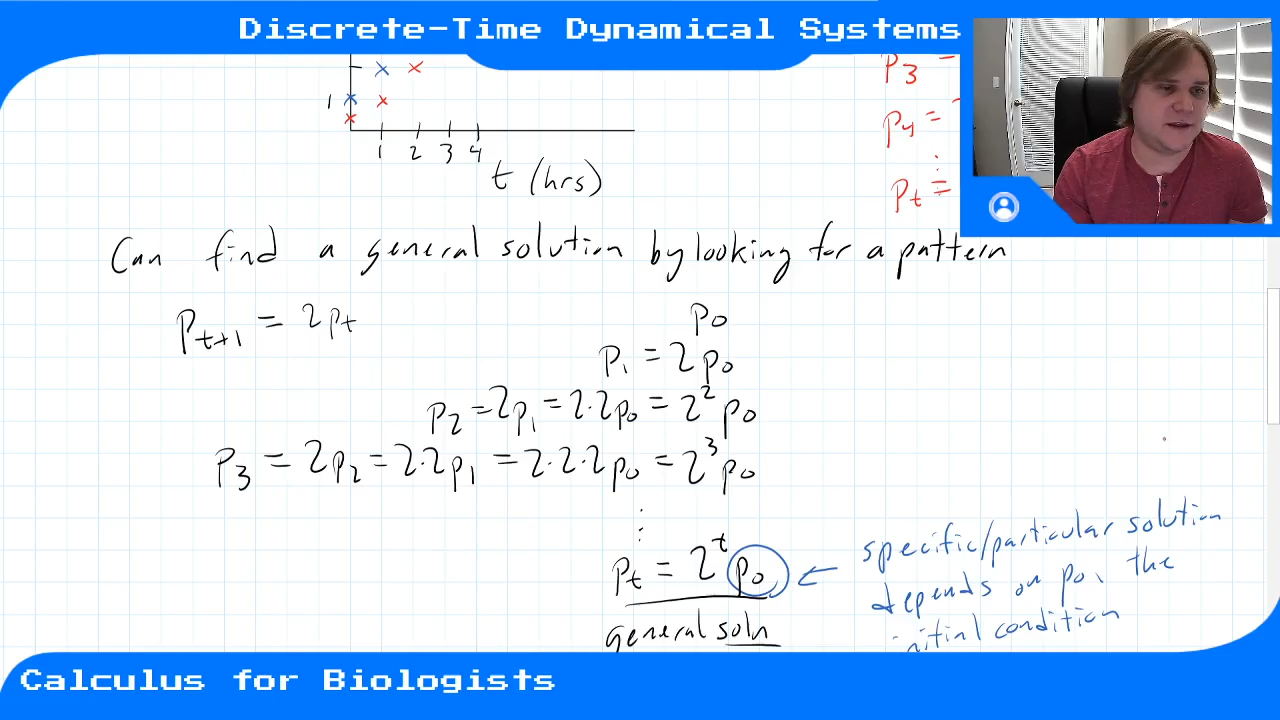 Discrete-Time Dynamical Systems
1
1 2 3 4
t (hrs)
P3 =
P4 =
⋮
Pt =
Can find a general solution by looking for a pattern
Pt+1 = 2Pt
P0
P1 = 2P0
P2 = 2P1 = 2·2P0 = 2²P0
P3 = 2P2 = 2·2P1 = 2·2·2P0 = 2³P0
⋮
Pt = 2^t P0
general soln
specific/particular solution
depends on P0, the
initial condition
Calculus for Biologists